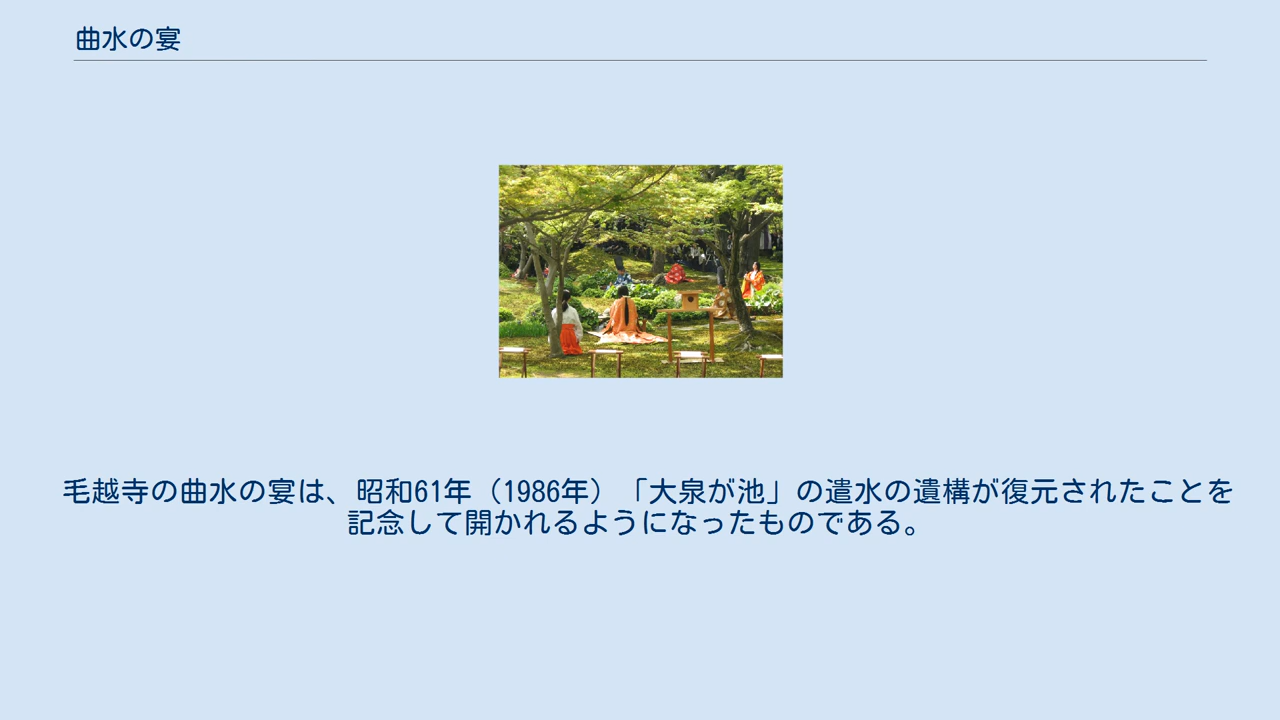 曲水の宴
毛越寺の曲水の宴は、昭和61年（1986年）「大泉が池」の遣水の遺構が復元されたことを
記念して開かれるようになったものである。